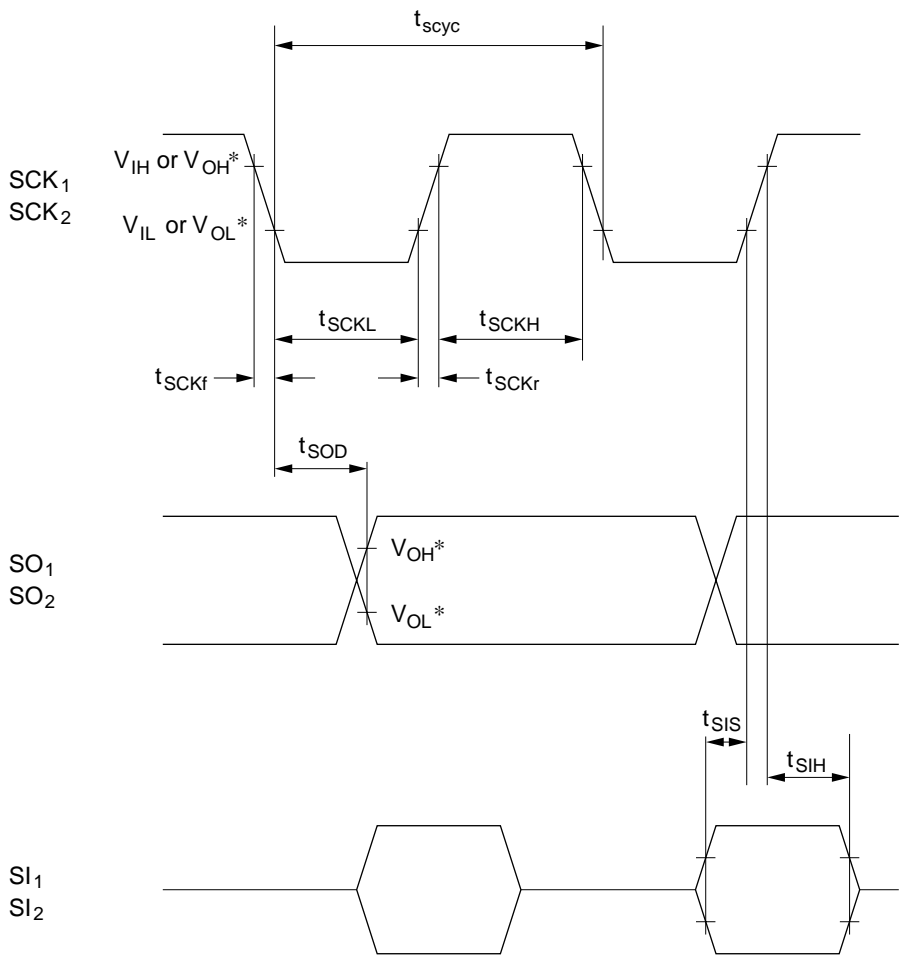 tscyc
SCK1
SCK2
VIH or VOH*
VIL or VOL*
tSCKL
tSCKH
tSCKf
tSCKr
tSOD
SO1
SO2
VOH*
VOL*
tSIS
tSIH
SI1
SI2